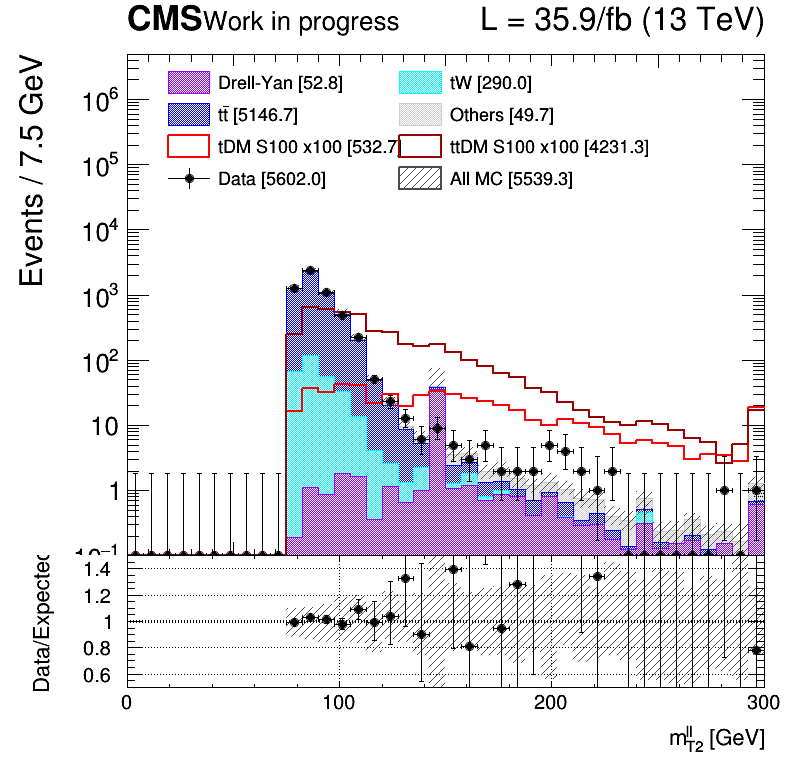 CMS Work in progress L = 35.9/fb (13 TeV)
Events / 7.5 GeV
Drell-Yan [52.8] tW [290.0]
tt̄ [5146.7] Others [49.7]
tDM S100 x100 [532.7] ttDM S100 x100 [4231.3]
Data [5602.0] All MC [5539.3]
10⁶
10⁵
10⁴
10³
10²
10
1
10⁻¹
Data/Expected
1.4
1.2
1
0.8
0.6
0 100 200 300
m^ll_T2 [GeV]